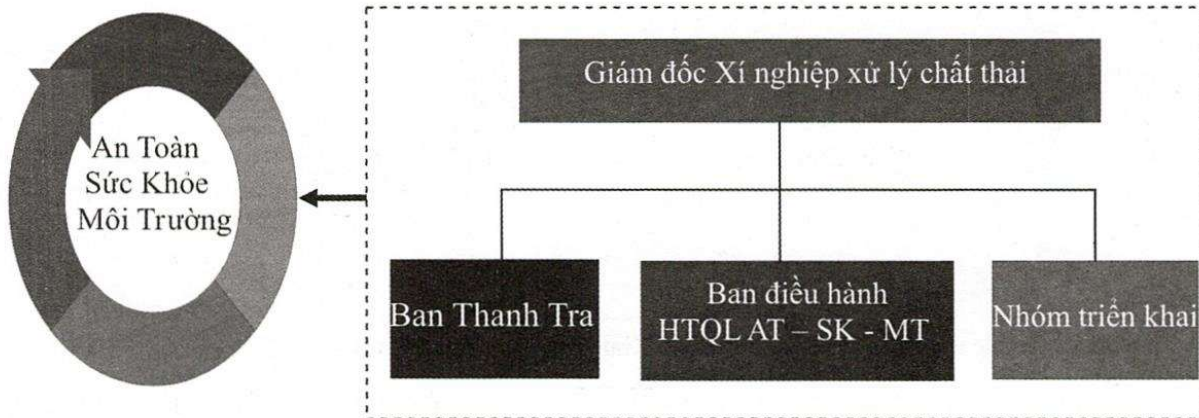 An Toàn
Sức Khỏe
Môi Trường
Giám đốc Xí nghiệp xử lý chất thải
Ban Thanh Tra
Ban điều hành
HTQL AT – SK - MT
Nhóm triển khai